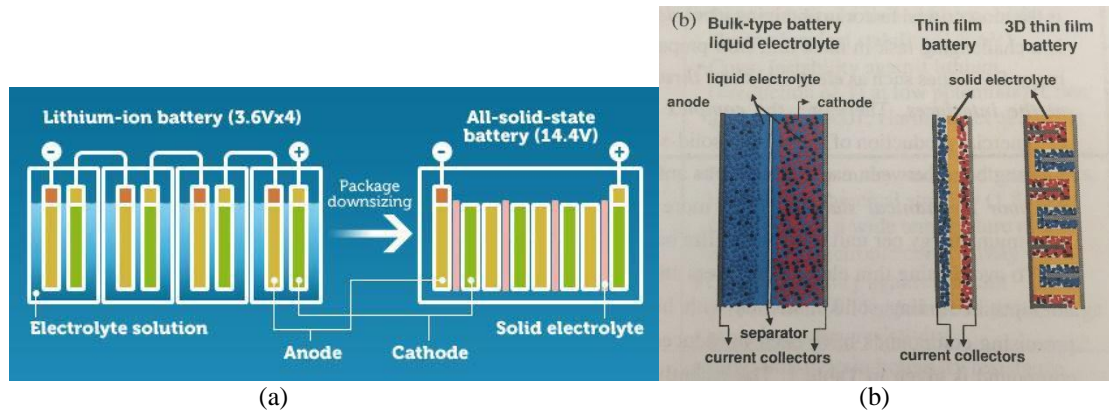 Lithium-ion battery (3.6Vx4)
-
+
Package
downsizing
All-solid-state
battery (14.4V)
-
+
Electrolyte solution
Anode
Cathode
Solid electrolyte
(a)
(b)
Bulk-type battery
liquid electrolyte
Thin film
battery
3D thin film
battery
liquid electrolyte
solid electrolyte
anode
cathode
separator
current collectors
current collectors
(b)